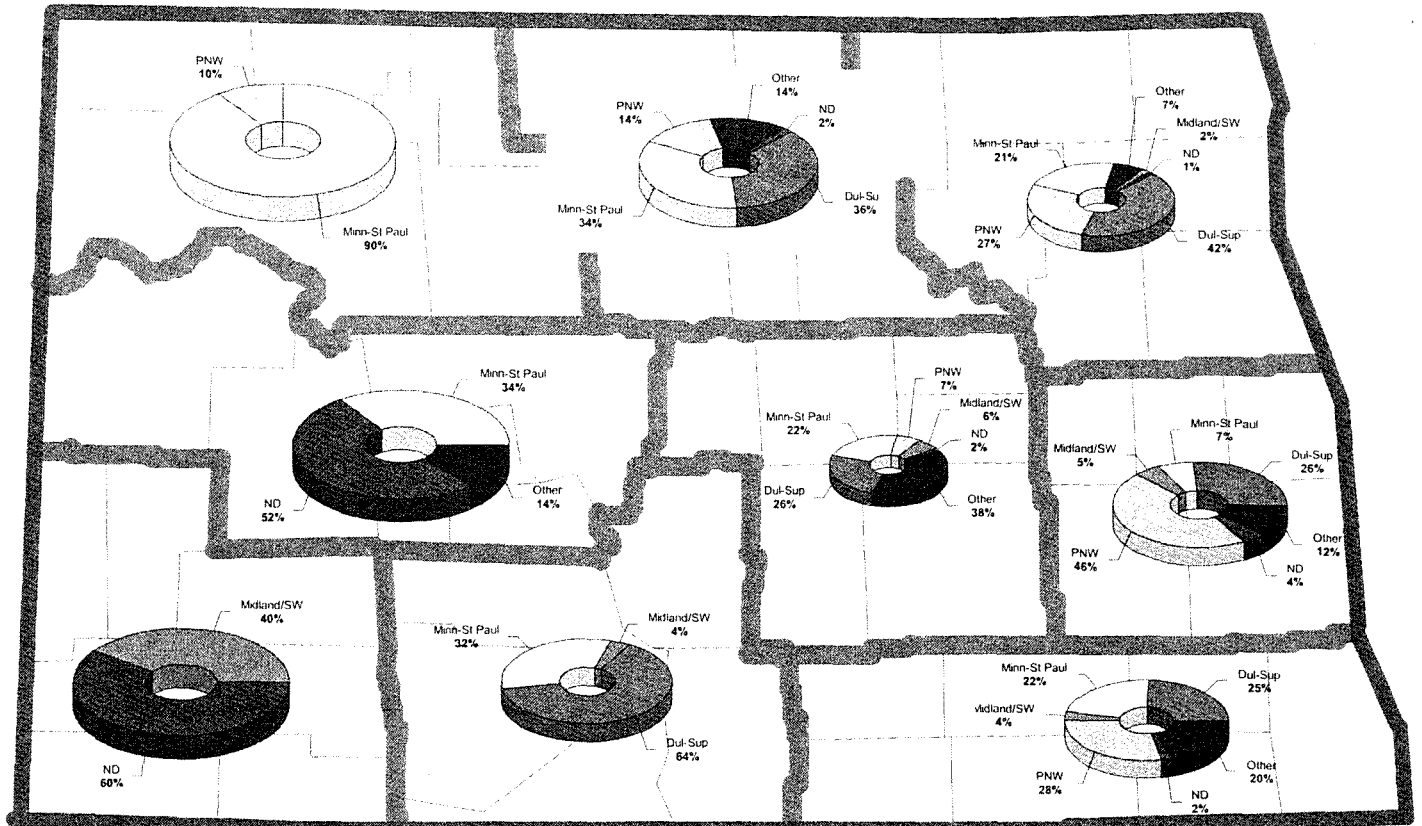 PNW
10%
Minn-St Paul
90%
Other
14%
PNW
14%
ND
2%
Minn-St Paul
34%
Dul-Su
36%
Other
7%
Midland/SW
2%
Minn-St Paul
21%
ND
1%
PNW
27%
Dul-Sup
42%
Minn-St Paul
34%
ND
52%
Other
14%
PNW
7%
Midland/SW
6%
Minn-St Paul
22%
ND
2%
Dul-Sup
26%
Other
38%
Minn-St Paul
7%
Midland/SW
5%
Dul-Sup
26%
PNW
46%
Other
12%
ND
4%
Midland/SW
40%
ND
60%
Midland/SW
4%
Minn-St Paul
32%
Dul-Sup
64%
Minn-St Paul
22%
Dul-Sup
25%
Midland/SW
4%
PNW
28%
Other
20%
ND
2%